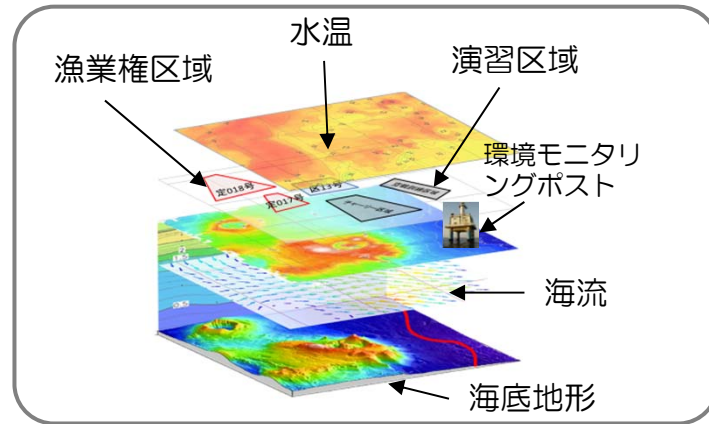 水温
漁業権区域
演習区域
環境モニタリ
ングポスト
定018号
定017号
区13号
海流
海底地形